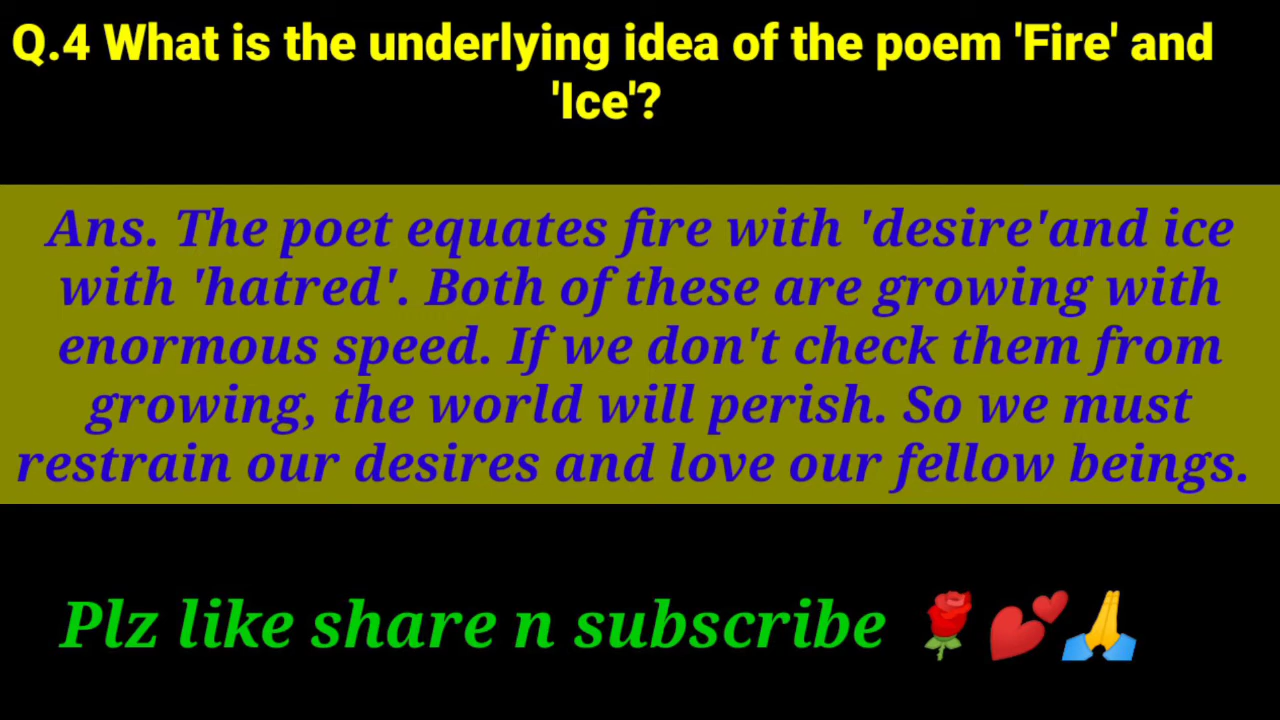 Q.4 What is the underlying idea of the poem 'Fire' and
'Ice'?
Ans. The poet equates fire with 'desire'and ice
with 'hatred'. Both of these are growing with
enormous speed. If we don't check them from
growing, the world will perish. So we must
restrain our desires and love our fellow beings.
Plz like share n subscribe 🌹💕🙏